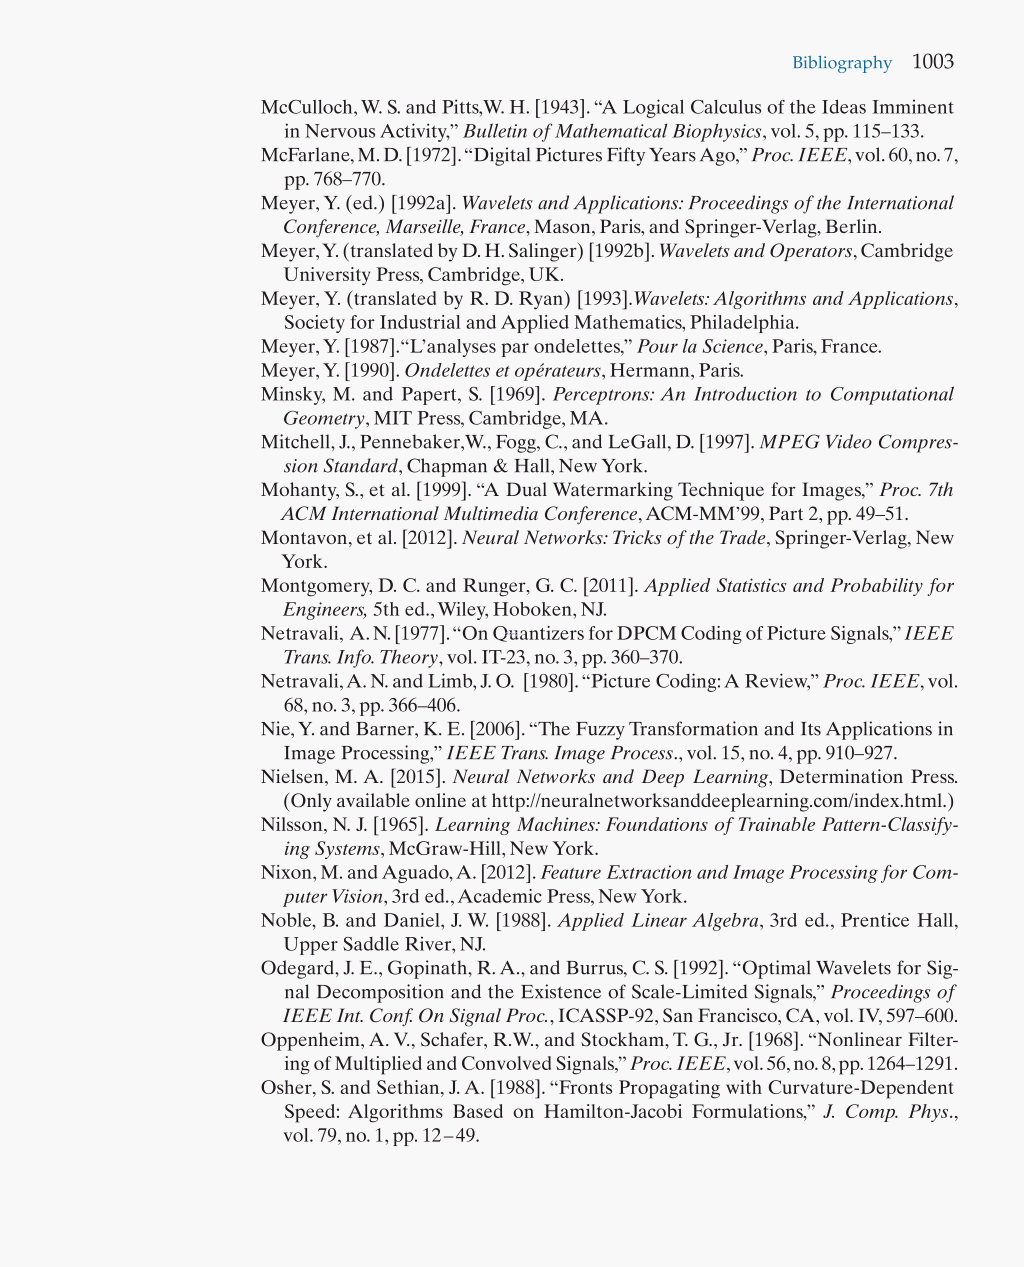 Bibliography 1003
McCulloch, W. S. and Pitts,W. H. [1943]. “A Logical Calculus of the Ideas Imminent
in Nervous Activity,” Bulletin of Mathematical Biophysics, vol. 5, pp. 115–133.
McFarlane, M. D. [1972]. “Digital Pictures Fifty Years Ago,” Proc. IEEE, vol. 60, no. 7,
pp. 768–770.
Meyer, Y. (ed.) [1992a]. Wavelets and Applications: Proceedings of the International
Conference, Marseille, France, Mason, Paris, and Springer-Verlag, Berlin.
Meyer, Y. (translated by D. H. Salinger) [1992b]. Wavelets and Operators, Cambridge
University Press, Cambridge, UK.
Meyer, Y. (translated by R. D. Ryan) [1993].Wavelets: Algorithms and Applications,
Society for Industrial and Applied Mathematics, Philadelphia.
Meyer, Y. [1987].“L’analyses par ondelettes,” Pour la Science, Paris, France.
Meyer, Y. [1990]. Ondelettes et opérateurs, Hermann, Paris.
Minsky, M. and Papert, S. [1969]. Perceptrons: An Introduction to Computational
Geometry, MIT Press, Cambridge, MA.
Mitchell, J., Pennebaker,W., Fogg, C., and LeGall, D. [1997]. MPEG Video Compres-
sion Standard, Chapman & Hall, New York.
Mohanty, S., et al. [1999]. “A Dual Watermarking Technique for Images,” Proc. 7th
ACM International Multimedia Conference, ACM-MM’99, Part 2, pp. 49–51.
Montavon, et al. [2012]. Neural Networks: Tricks of the Trade, Springer-Verlag, New
York.
Montgomery, D. C. and Runger, G. C. [2011]. Applied Statistics and Probability for
Engineers, 5th ed., Wiley, Hoboken, NJ.
Netravali, A. N. [1977]. “On Quantizers for DPCM Coding of Picture Signals,” IEEE
Trans. Info. Theory, vol. IT-23, no. 3, pp. 360–370.
Netravali, A. N. and Limb, J. O. [1980]. “Picture Coding: A Review,” Proc. IEEE, vol.
68, no. 3, pp. 366–406.
Nie, Y. and Barner, K. E. [2006]. “The Fuzzy Transformation and Its Applications in
Image Processing,” IEEE Trans. Image Process., vol. 15, no. 4, pp. 910–927.
Nielsen, M. A. [2015]. Neural Networks and Deep Learning, Determination Press.
(Only available online at http://neuralnetworksanddeeplearning.com/index.html.)
Nilsson, N. J. [1965]. Learning Machines: Foundations of Trainable Pattern-Classify-
ing Systems, McGraw-Hill, New York.
Nixon, M. and Aguado, A. [2012]. Feature Extraction and Image Processing for Com-
puter Vision, 3rd ed., Academic Press, New York.
Noble, B. and Daniel, J. W. [1988]. Applied Linear Algebra, 3rd ed., Prentice Hall,
Upper Saddle River, NJ.
Odegard, J. E., Gopinath, R. A., and Burrus, C. S. [1992]. “Optimal Wavelets for Sig-
nal Decomposition and the Existence of Scale-Limited Signals,” Proceedings of
IEEE Int. Conf. On Signal Proc., ICASSP-92, San Francisco, CA, vol. IV, 597–600.
Oppenheim, A. V., Schafer, R.W., and Stockham, T. G., Jr. [1968]. “Nonlinear Filter-
ing of Multiplied and Convolved Signals,” Proc. IEEE, vol. 56, no. 8, pp. 1264–1291.
Osher, S. and Sethian, J. A. [1988]. “Fronts Propagating with Curvature-Dependent
Speed: Algorithms Based on Hamilton-Jacobi Formulations,” J. Comp. Phys.,
vol. 79, no. 1, pp. 12–49.